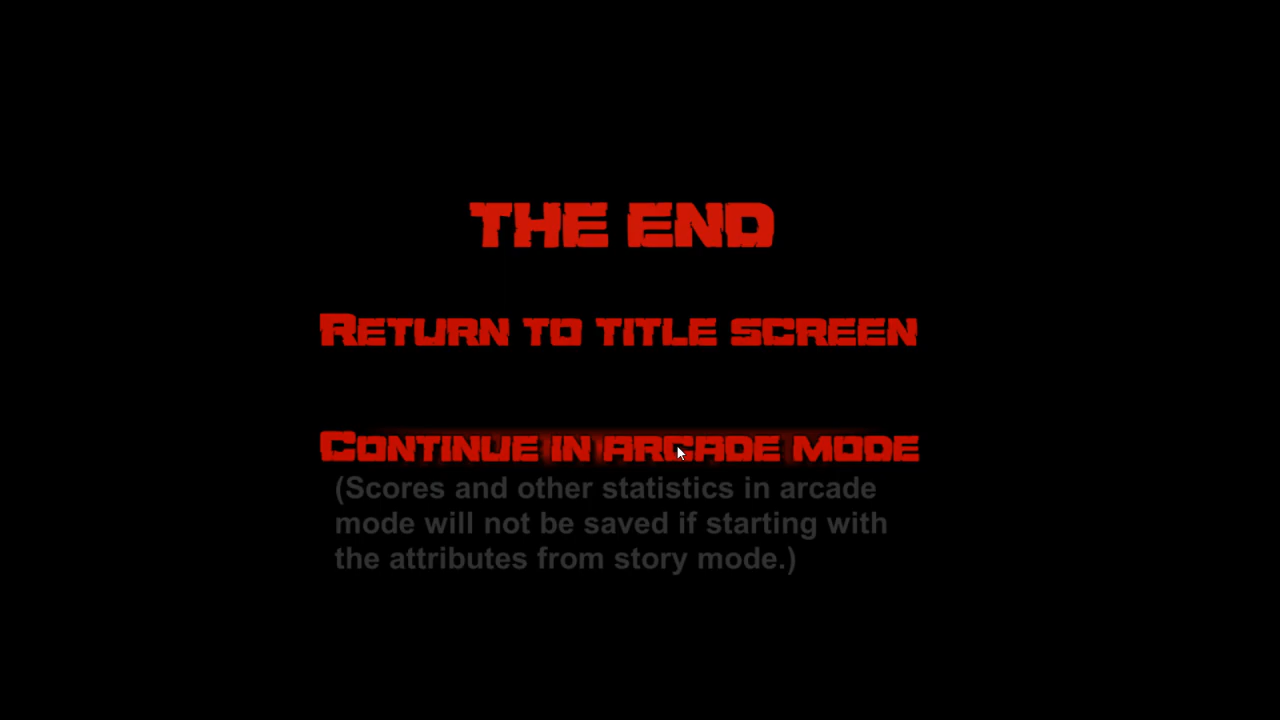 THE END
RETURN TO TITLE SCREEN
CONTINUE IN ARCADE MODE
(Scores and other statistics in arcade
mode will not be saved if starting with
the attributes from story mode.)